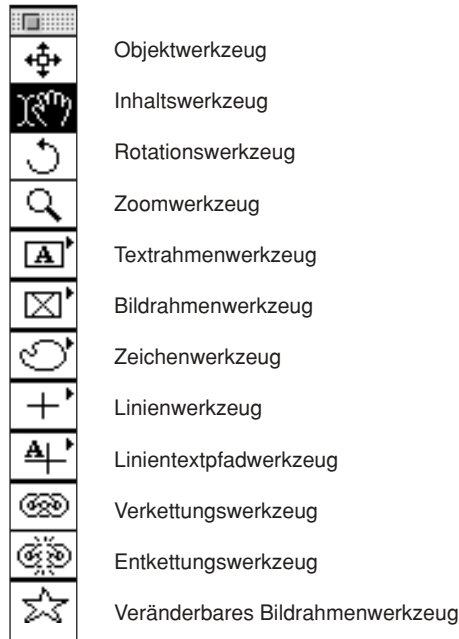 Objektwerkzeug
Inhaltswerkzeug
Rotationswerkzeug
Zoomwerkzeug
A Textrahmenwerkzeug
Bildrahmenwerkzeug
Zeichenwerkzeug
Linienwerkzeug
A Linientextpfadwerkzeug
Verkettungswerkzeug
Entkettungswerkzeug
Veränderbares Bildrahmenwerkzeug